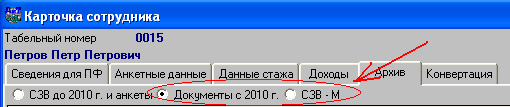 Карточка сотрудника
Табельный номер 0015
Петров Петр Петрович
Сведения для ПФ Анкетные данные Данные стажа Доходы Архив Конвертация
СЗВ до 2010 г. и анкеты Документы с 2010 г. СЗВ - М